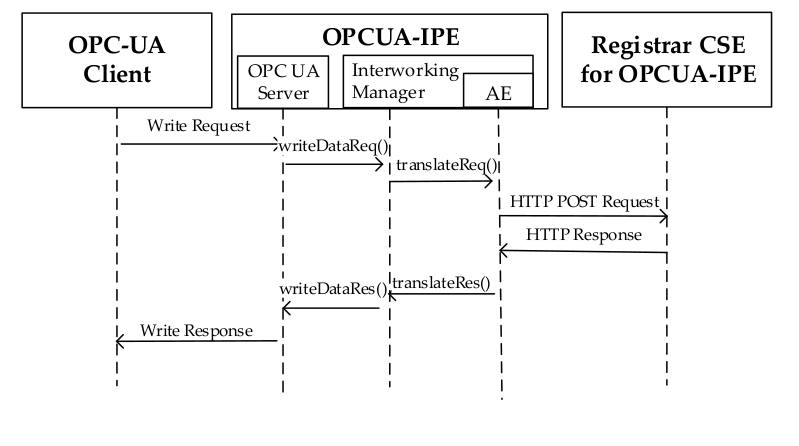 OPC-UA
Client
OPCUA-IPE
OPC UA
Server
Interworking
Manager
AE
Registrar CSE
for OPCUA-IPE
Write Request
writeDataReq()
translateReq()
HTTP POST Request
HTTP Response
translateRes()
writeDataRes()
Write Response